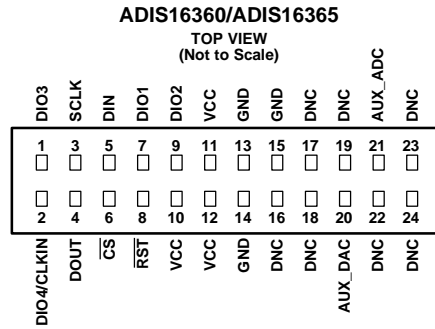 ADIS16360/ADIS16365
TOP VIEW
(Not to Scale)
DIO3 SCLK DIN DIO1 DIO2 VCC GND GND DNC DNC AUX_ADC DNC
1 3 5 7 9 11 13 15 17 19 21 23
2 4 6 8 10 12 14 16 18 20 22 24
DIO4/CLKIN DOUT C̅S̅ R̅S̅T̅ VCC VCC GND DNC DNC AUX_DAC DNC DNC